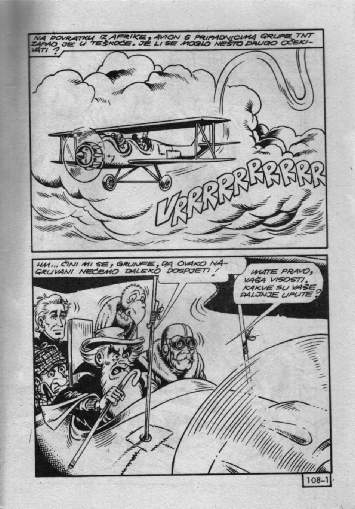 NA POVRATKU IZ AFRIKE, AVION S PRIPADNICIMA GRUPE TNT
ZAPAO JE U TEŠKOĆE. JE LI SE MOGLO NEŠTO DRUGO OČEKI-
VATI?
VRRRRRRRRRRR
HM... ČINI MI SE, GRUNFE, DA OVAKO NA-
GRUVANI NEĆEMO DALEKO DOSPJETI!
IMATE PRAVO,
VAŠA VISOSTI,
KAKVE SU VAŠE
DALJNJE UPUTE?
108-1